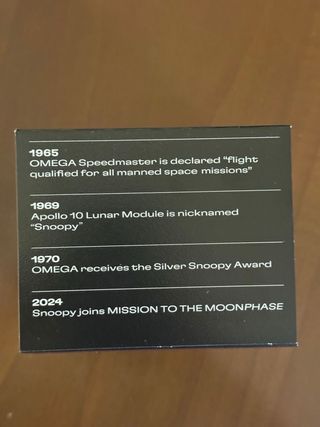 1965
OMEGA Speedmaster is declared “flight
qualified for all manned space missions”
1969
Apollo 10 Lunar Module is nicknamed
“Snoopy”
1970
OMEGA receives the Silver Snoopy Award
2024
Snoopy joins MISSION TO THE MOONPHASE